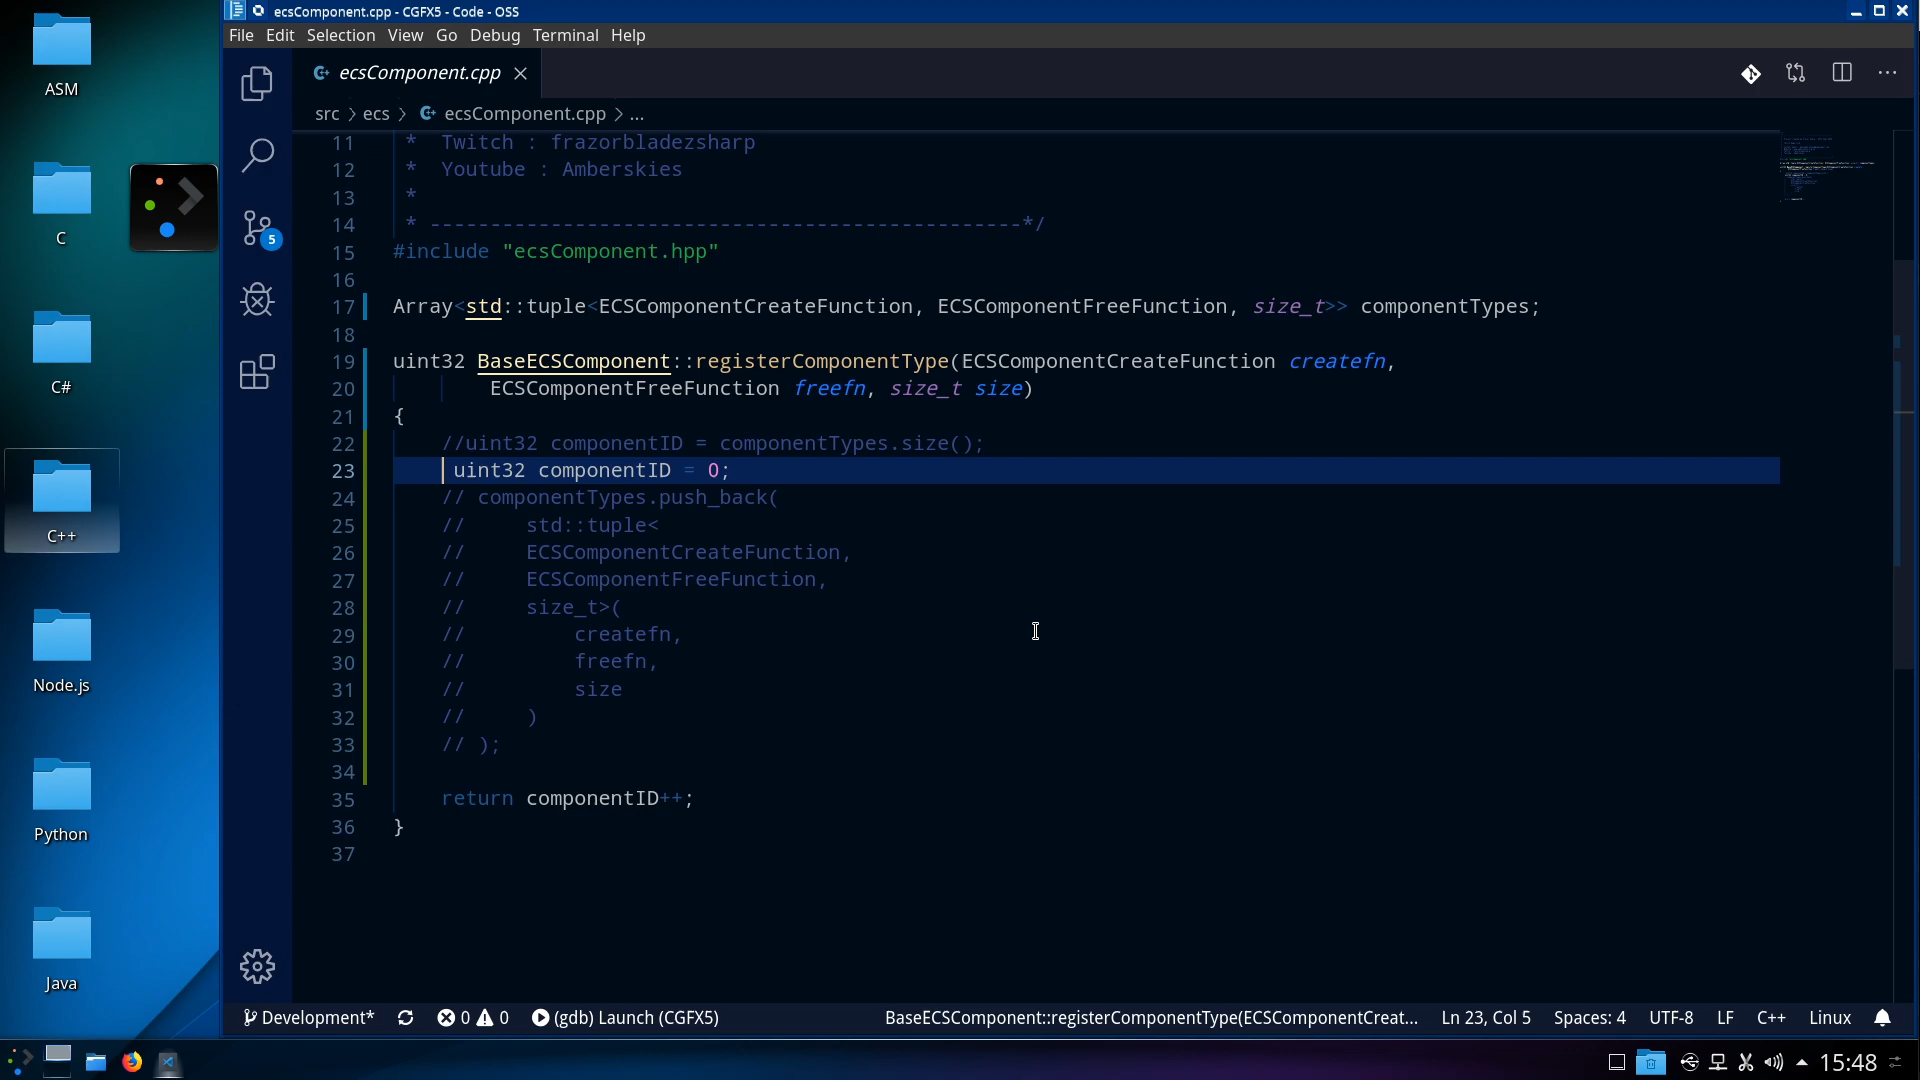 ecsComponent.cpp - CGFX5 - Code - OSS
File Edit Selection View Go Debug Terminal Help
ecsComponent.cpp
src > ecs > ecsComponent.cpp > ...
11 * Twitch : frazorbladezsharp
12 * Youtube : Amberskies
13 *
14 * -------------------------------------------------*/
15 #include "ecsComponent.hpp"
16
17 Array<std::tuple<ECSComponentCreateFunction, ECSComponentFreeFunction, size_t>> componentTypes;
18
19 uint32 BaseECSComponent::registerComponentType(ECSComponentCreateFunction createfn,
20 ECSComponentFreeFunction freefn, size_t size)
21 {
22 //uint32 componentID = componentTypes.size();
23 uint32 componentID = 0;
24 // componentTypes.push_back(
25 // std::tuple<
26 // ECSComponentCreateFunction,
27 // ECSComponentFreeFunction,
28 // size_t>(
29 // createfn,
30 // freefn,
31 // size
32 // )
33 // );
34
35 return componentID++;
36 }
37
ASM
C
C#
C++
Node.js
Python
Java
5
Development* 0 0 (gdb) Launch (CGFX5) BaseECSComponent::registerComponentType(ECSComponentCreat... Ln 23, Col 5 Spaces: 4 UTF-8 LF C++ Linux
15:48